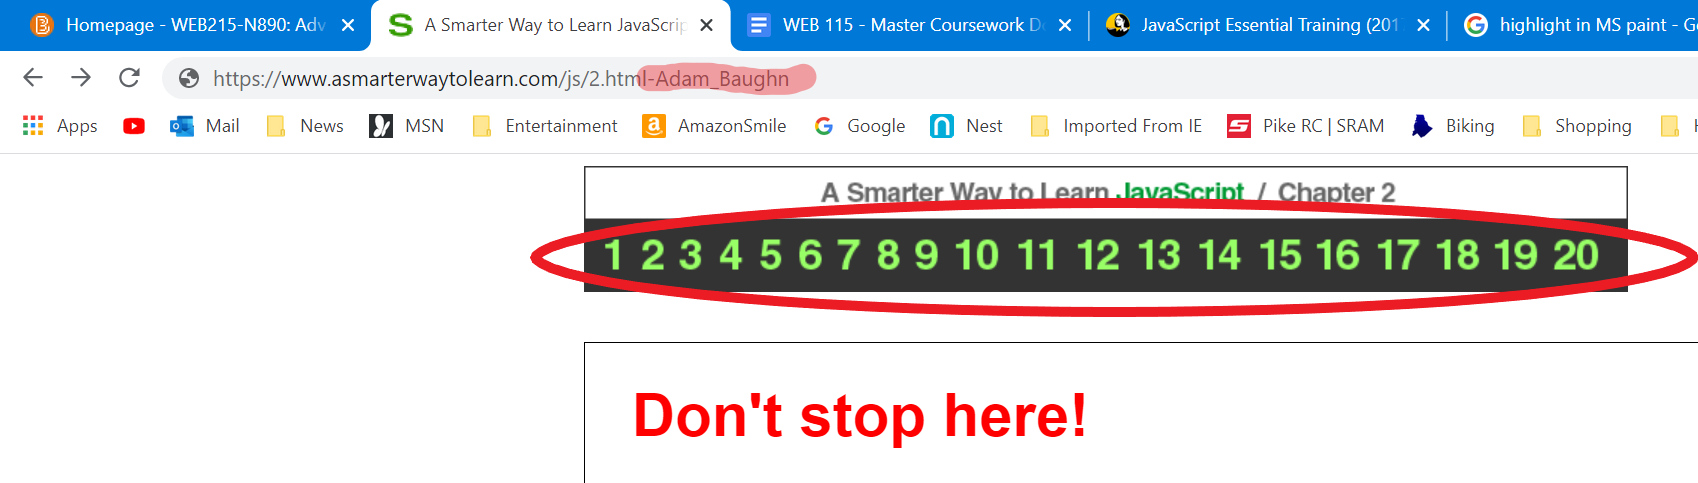 Homepage - WEB215-N890: Adv
A Smarter Way to Learn JavaScrip
WEB 115 - Master Coursework Do
JavaScript Essential Training (201
highlight in MS paint - G
https://www.asmarterwaytolearn.com/js/2.html-Adam_Baughn
Apps Mail News MSN Entertainment AmazonSmile Google Nest Imported From IE Pike RC | SRAM Biking Shopping
A Smarter Way to Learn JavaScript / Chapter 2
1 2 3 4 5 6 7 8 9 10 11 12 13 14 15 16 17 18 19 20
Don't stop here!